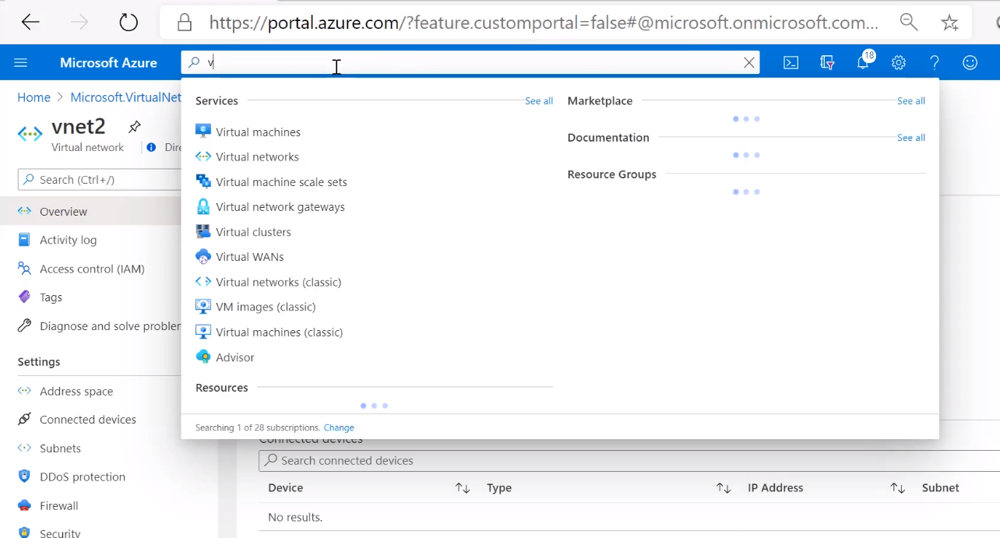 https://portal.azure.com/?feature.customportal=false#@microsoft.onmicrosoft.com...
Microsoft Azure
v
18
Home > Microsoft.VirtualNet
vnet2
Virtual network
Dire
Search (Ctrl+/)
Overview
Activity log
Access control (IAM)
Tags
Diagnose and solve problem
Settings
Address space
Connected devices
Subnets
DDoS protection
Firewall
Security
Services
See all
Virtual machines
Virtual networks
Virtual machine scale sets
Virtual network gateways
Virtual clusters
Virtual WANs
Virtual networks (classic)
VM images (classic)
Virtual machines (classic)
Advisor
Resources
Marketplace
See all
Documentation
See all
Resource Groups
Searching 1 of 28 subscriptions. Change
Connected devices
Search connected devices
Device Type IP Address Subnet
No results.